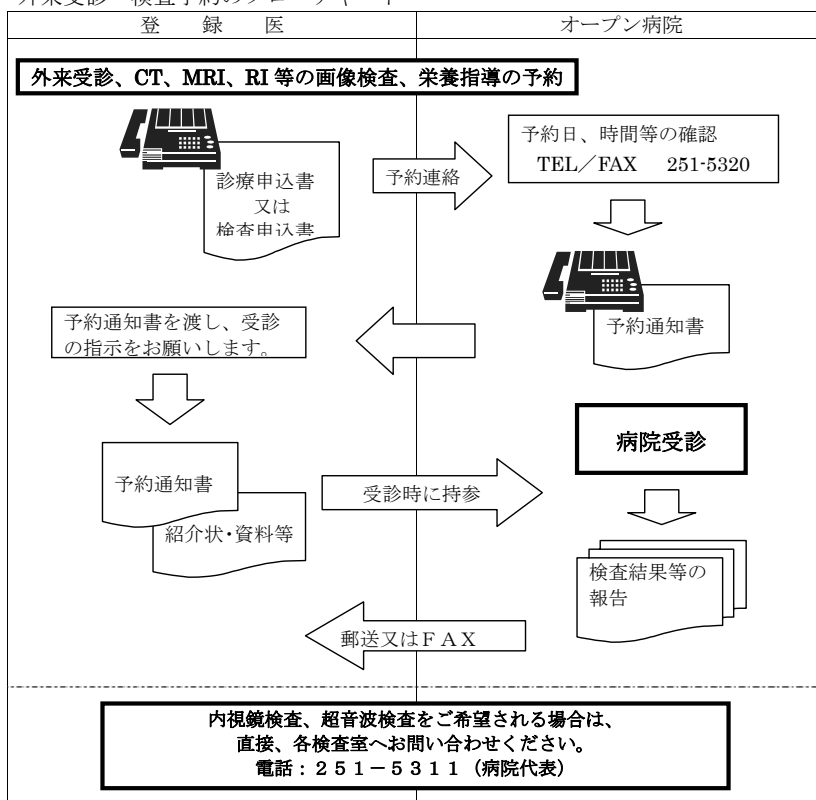 登　録　医
オープン病院
外来受診、CT、MRI、RI 等の画像検査、栄養指導の予約
診療申込書
又は
検査申込書
予約連絡
予約日、時間等の確認
TEL／FAX　251-5320
予約通知書
予約通知書を渡し、受診
の指示をお願いします。
予約通知書
紹介状・資料等
受診時に持参
病院受診
検査結果等の
報告
郵送又はＦＡＸ
内視鏡検査、超音波検査をご希望される場合は、
直接、各検査室へお問い合わせください。
電話：２５１－５３１１（病院代表）